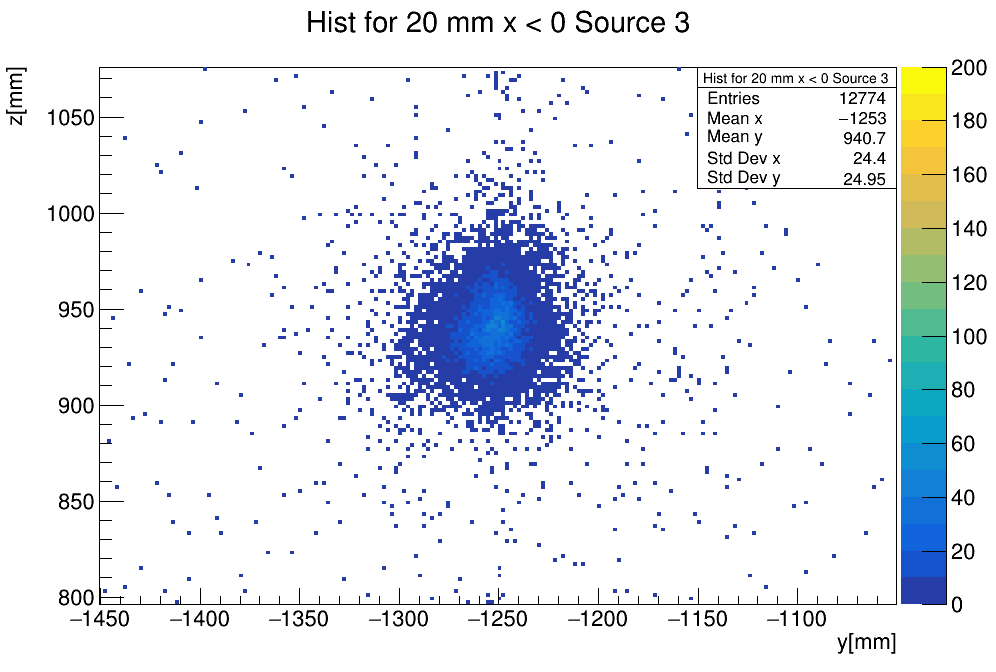 Hist for 20 mm x < 0 Source 3
z[mm]
Hist for 20 mm x < 0 Source 3
Entries 12774
Mean x −1253
Mean y 940.7
Std Dev x 24.4
Std Dev y 24.95
1050
1000
950
900
850
800
−1450 −1400 −1350 −1300 −1250 −1200 −1150 −1100
y[mm]
200
180
160
140
120
100
80
60
40
20
0